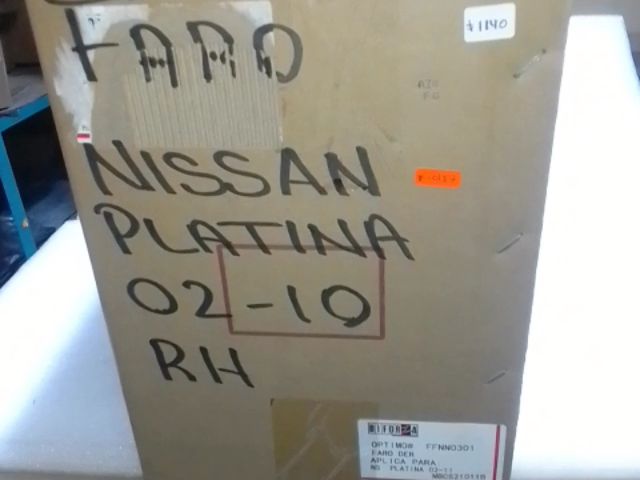 $1140
FARO
NISSAN
PLATINA
02-10
RH
OPTIMO# FFNN0301
FARO DER
APLICA PARA
NS PLATINA 02-11